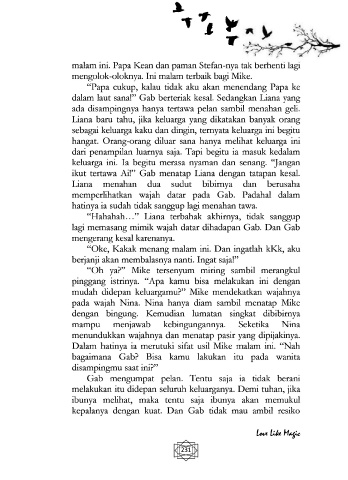 malam ini. Papa Kean dan paman Stefan-nya tak berhenti lagi
mengolok-oloknya. Ini malam terbaik bagi Mike.
"Papa cukup, kalau tidak aku akan menendang Papa ke
dalam laut sana!" Gab berteriak kesal. Sedangkan Liana yang
ada disampingnya hanya tertawa pelan sambil menahan geli.
Liana baru tahu, jika keluarga yang dikatakan banyak orang
sebagai keluarga kaku dan dingin, ternyata keluarga ini begitu
hangat. Orang-orang diluar sana hanya melihat keluarga ini
dari penampilan luarnya saja. Tapi begitu ia masuk kedalam
keluarga ini. Ia begitu merasa nyaman dan senang. "Jangan
ikut tertawa Ai!" Gab menatap Liana dengan tatapan kesal.
Liana menahan dua sudut bibirnya dan berusaha
memperlihatkan wajah datar pada Gab. Padahal dalam
hatinya ia sudah tidak sanggup lagi menahan tawa.
"Hahahah..." Liana terbahak akhirnya, tidak sanggup
lagi memasang mimik wajah datar dihadapan Gab. Dan Gab
mengerang kesal karenanya.
"Oke, Kakak menang malam ini. Dan ingatlah kKk, aku
berjanji akan membalasnya nanti. Ingat saja!"
"Oh ya?" Mike tersenyum miring sambil merangkul
pinggang istrinya. "Apa kamu bisa melakukan ini dengan
mudah didepan keluargamu?" Mike mendekatkan wajahnya
pada wajah Nina. Nina hanya diam sambil menatap Mike
dengan bingung. Kemudian lumatan singkat dibibirnya
mampu menjawab kebingungannya. Seketika Nina
menundukkan wajahnya dan menatap pasir yang dipijakinya.
Dalam hatinya ia merutuki sifat usil Mike malam ini. "Nah
bagaimana Gab? Bisa kamu lakukan itu pada wanita
disampingmu saat ini?"
Gab mengumpat pelan. Tentu saja ia tidak berani
melakukan itu didepan seluruh keluarganya. Demi tuhan, jika
ibunya melihat, maka tentu saja ibunya akan memukul
kepalanya dengan kuat. Dan Gab tidak mau ambil resiko
Love Like Magic
231